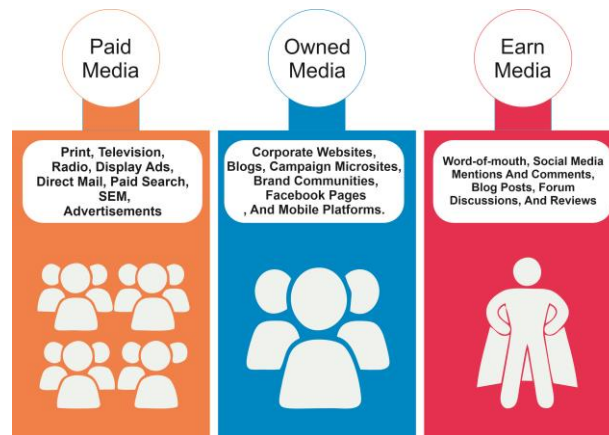 Paid
Media
Owned
Media
Earn
Media
Print, Television,
Radio, Display Ads,
Direct Mail, Paid Search,
SEM,
Advertisements
Corporate Websites,
Blogs, Campaign Microsites,
Brand Communities,
Facebook Pages
, And Mobile Platforms.
Word-of-mouth, Social Media
Mentions And Comments,
Blog Posts, Forum
Discussions, And Reviews